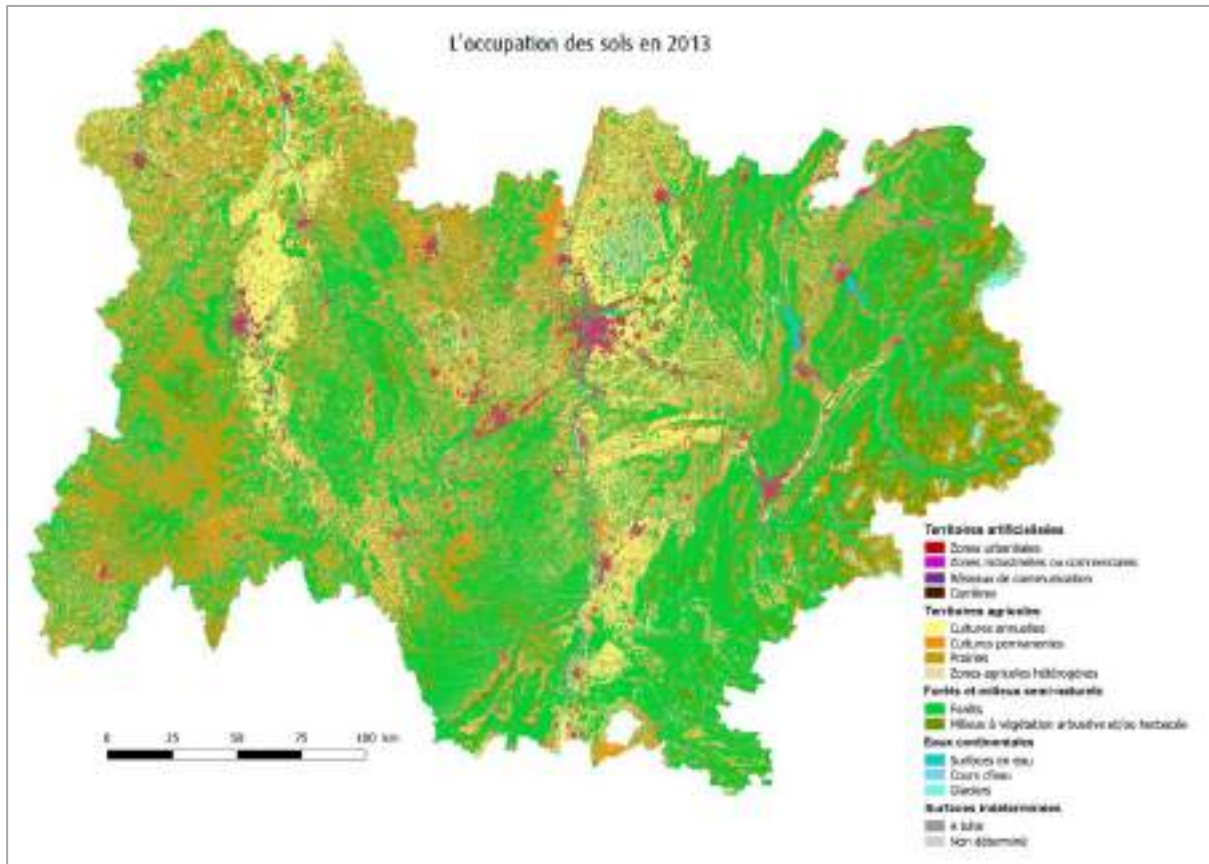 L'occupation des sols en 2013
Territoires artificialisés
Zones urbanisées
Zones industrielles ou commerciales
Réseaux de communication
Carrières
Territoires agricoles
Cultures annuelles
Cultures permanentes
Prairies
Zones agricoles hétérogènes
Forêts et milieux semi-naturels
Forêts
Milieux à végétation arbustive et/ou herbacée
Eaux continentales
Surfaces en eau
Cours d'eau
Glaciers
Surfaces indéterminées
A bâtir
Non déterminé
0 25 50 75 100 km